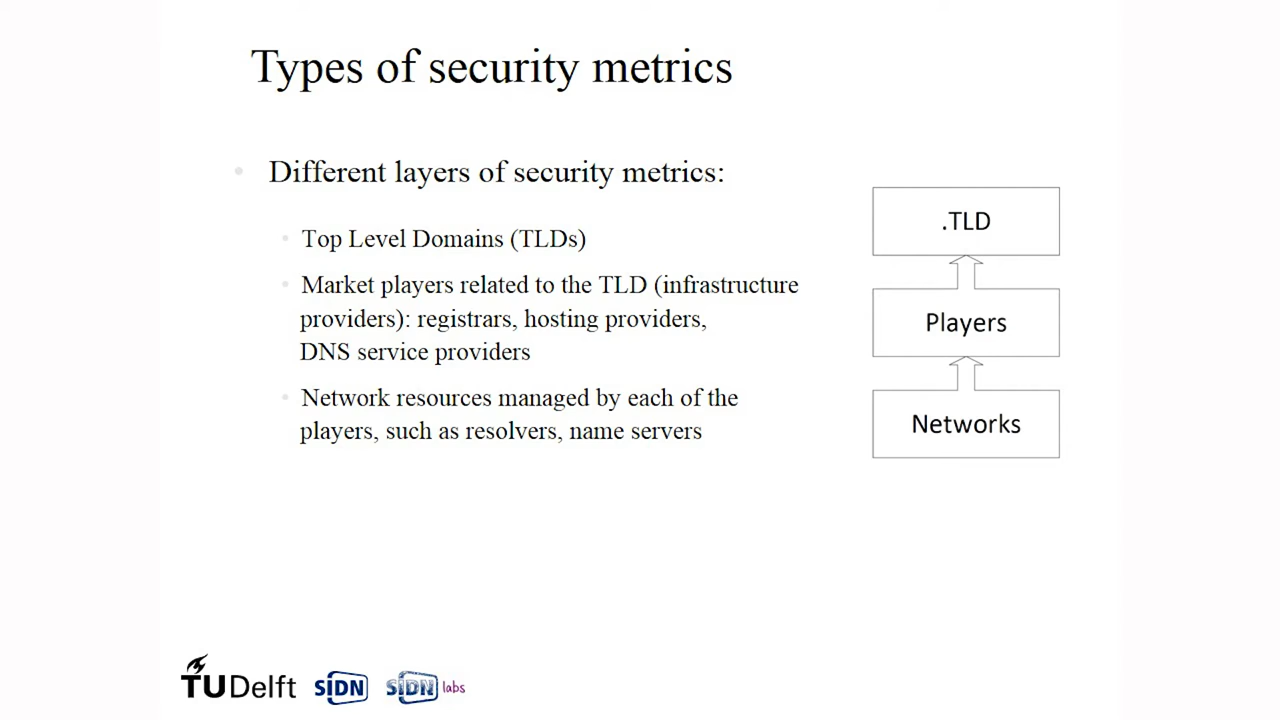 Types of security metrics
Different layers of security metrics:
Top Level Domains (TLDs)
Market players related to the TLD (infrastructure
providers): registrars, hosting providers,
DNS service providers
Network resources managed by each of the
players, such as resolvers, name servers
.TLD
Players
Networks
TUDelft
SIDN
SIDN labs